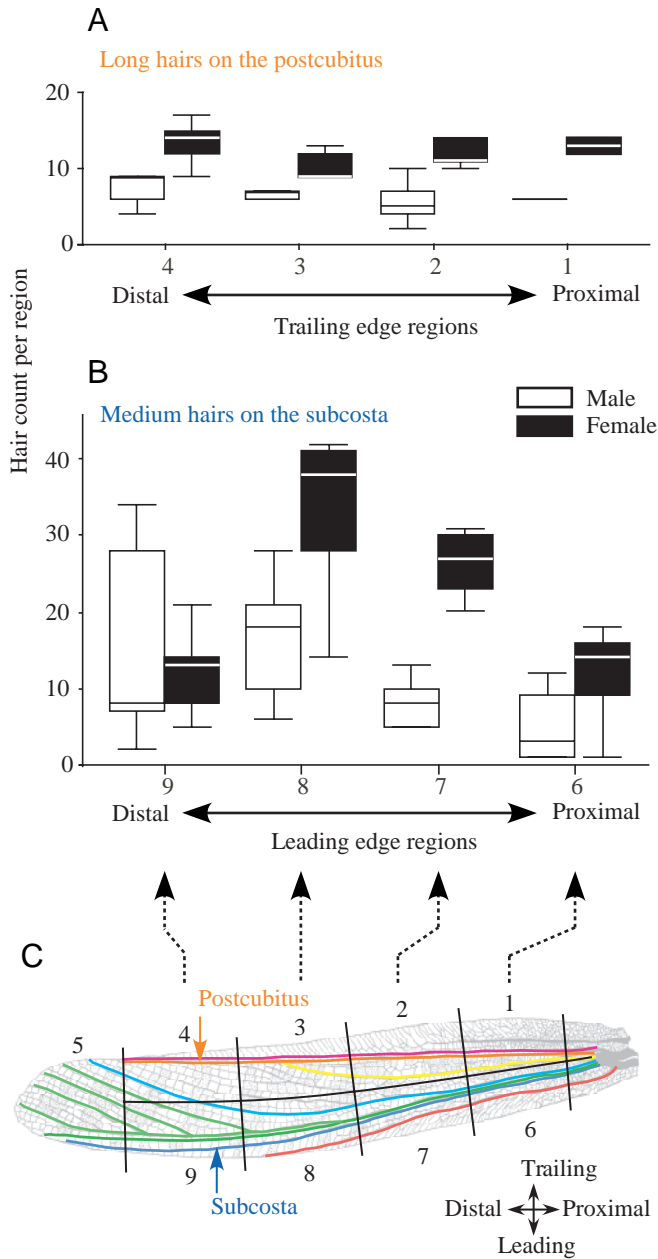 A
Long hairs on the postcubitus
20
10
0
4 3 2 1
Distal Proximal
Trailing edge regions
Hair count per region
B
Medium hairs on the subcosta
Male
Female
40
30
20
10
0
9 8 7 6
Distal Proximal
Leading edge regions
C
Postcubitus
5 4 3 2 1
9 8 7 6
Subcosta
Trailing
Distal Proximal
Leading